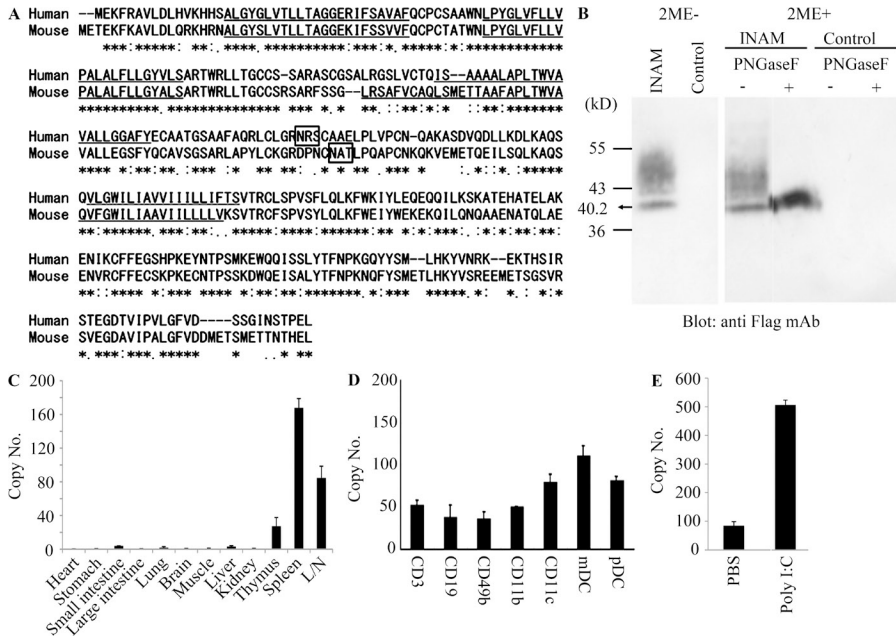 A
Human --MEKFRAVLDLHVKHHSALGYGLVTLLTAGGERIFSAVAFQCPCSAAWNLPYGLVFLLV
Mouse METEKFKAVLDLQRKHRNALGYSLVTLLTAGGEKIFSSVVFQCPCTATWNLPYGLVFLLV
Human PALALFLLGYVLSARTWRLLTGCCS-SARASCGSALRGSLVCTQIS--AAAALAPLTWVA
Mouse PALALFLLGYALSARTWRLLTGCCSRSARFSSG--LRSAFVCAQLSMETTAAFAPLTWVA
Human VALLGGAFYECAATGSAAFAQRLCLGRNRSCAAELPLVPCN-QAKASDVQDLLKDLKAQS
Mouse VALLEGSFYQCAVSGSARLAPYLCKGRDPNCNATLPQAPCNKQKVEMETQEILSQLKAQS
Human QVLGWILIAVVIIILLIFTSVTRCLSPVSFLQLKFWKIYLEQEQQILKSKATEHATELAK
Mouse QVFGWILIAAVIILLLLVKSVTRCFSPVSYLQLKFWEIYWEKEKQILQNQAAENATQLAE
Human ENIKCFFEGSHPKEYNTPSMKEWQQISSLYTFNPKGQYYSM--LHKYVNRK--EKTHSIR
Mouse ENVRCFFECSKPKECNTPSSKDWQEISALYTFNPKNQFYSMETLHKYVSREEMETSGSVR
Human STEGDTVIPVLGFVD----SSGINSTPEL
Mouse SVEGDAVIPALGFVDDMETSMETTNTHEL
B
2ME- 2ME+
INAM Control
INAM Control
PNGaseF PNGaseF
- + - +
(kD)
55
43
40.2
36
Blot: anti Flag mAb
C
Copy No.
200
160
120
80
40
0
Heart Stomach Small intestine Large intestine Lung Brain Muscle Liver Kidney Thymus Spleen L/N
D
Copy No.
200
150
100
50
0
CD3 CD19 CD49b CD11b CD11c mDC pDC
E
Copy No.
600
500
400
300
200
100
0
PBS Poly I:C